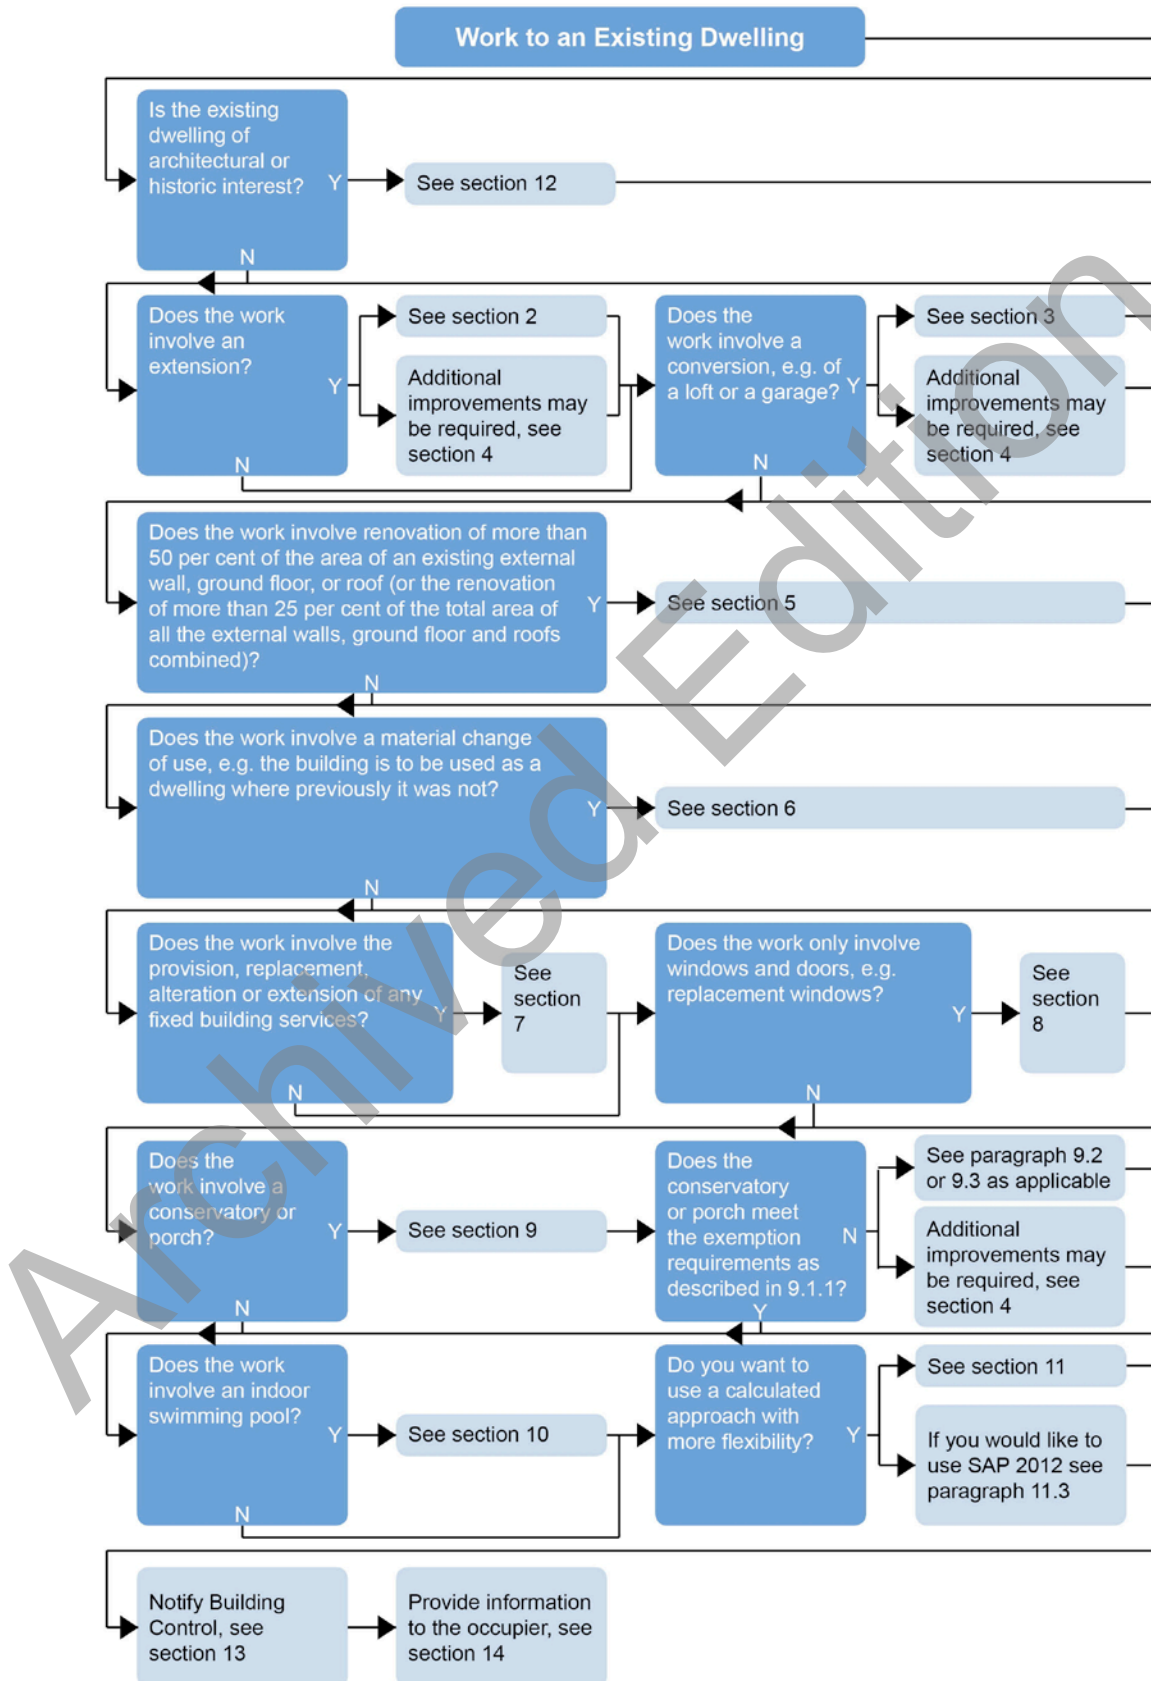 Work to an Existing Dwelling
Is the existing
dwelling of
architectural or
historic interest?
Y
See section 12
N
Does the work
involve an
extension?
Y
See section 2
Additional
improvements may
be required, see
section 4
N
Does the
work involve a
conversion, e.g. of
a loft or a garage?
Y
See section 3
Additional
improvements may
be required, see
section 4
N
Does the work involve renovation of more than
50 per cent of the area of an existing external
wall, ground floor, or roof (or the renovation
of more than 25 per cent of the total area of
all the external walls, ground floor and roofs
combined)?
Y
See section 5
N
Does the work involve a material change
of use, e.g. the building is to be used as a
dwelling where previously it was not?
Y
See section 6
N
Does the work involve the
provision, replacement,
alteration or extension of any
fixed building services?
Y
See
section
7
N
Does the work only involve
windows and doors, e.g.
replacement windows?
Y
See
section
8
N
Does the
work involve a
conservatory or
porch?
Y
See section 9
N
Does the
conservatory
or porch meet
the exemption
requirements as
described in 9.1.1?
N
See paragraph 9.2
or 9.3 as applicable
Additional
improvements may
be required, see
section 4
Y
Does the work
involve an indoor
swimming pool?
Y
See section 10
N
Do you want to
use a calculated
approach with
more flexibility?
Y
See section 11
If you would like to
use SAP 2012 see
paragraph 11.3
Notify Building
Control, see
section 13
Provide information
to the occupier, see
section 14
Archived Edition